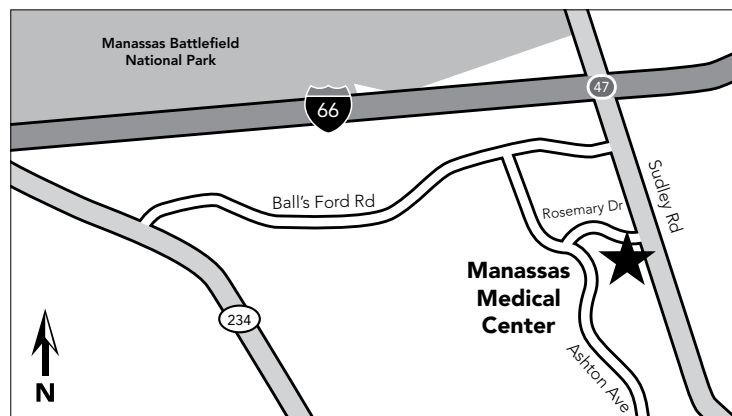 Manassas Battlefield
National Park
66
47
Sudley Rd
Ball's Ford Rd
Rosemary Dr
Manassas
Medical
Center
234
Ashton Ave
N